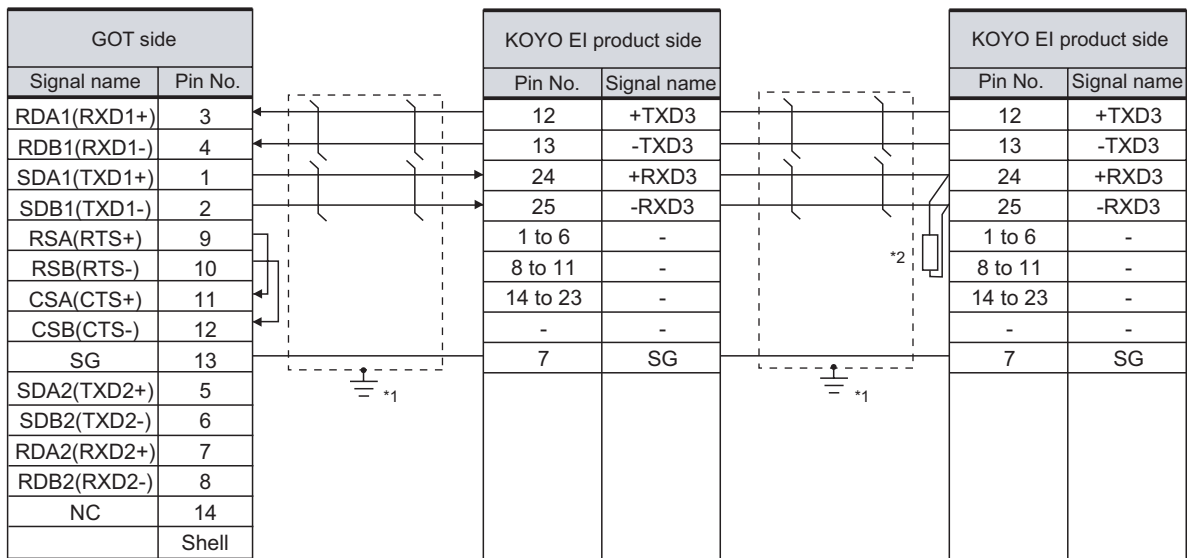 GOT side KOYO EI product side KOYO EI product side
Signal name Pin No. Pin No. Signal name Pin No. Signal name
RDA1(RXD1+) 3 12 +TXD3 12 +TXD3
RDB1(RXD1-) 4 13 -TXD3 13 -TXD3
SDA1(TXD1+) 1 24 +RXD3 24 +RXD3
SDB1(TXD1-) 2 25 -RXD3 25 -RXD3
RSA(RTS+) 9 1 to 6 - *2 1 to 6 -
RSB(RTS-) 10 8 to 11 - 8 to 11 -
CSA(CTS+) 11 14 to 23 - 14 to 23 -
CSB(CTS-) 12 - - - -
SG 13 7 SG 7 SG
SDA2(TXD2+) 5 *1 *1
SDB2(TXD2-) 6
RDA2(RXD2+) 7
RDB2(RXD2-) 8
NC 14
Shell